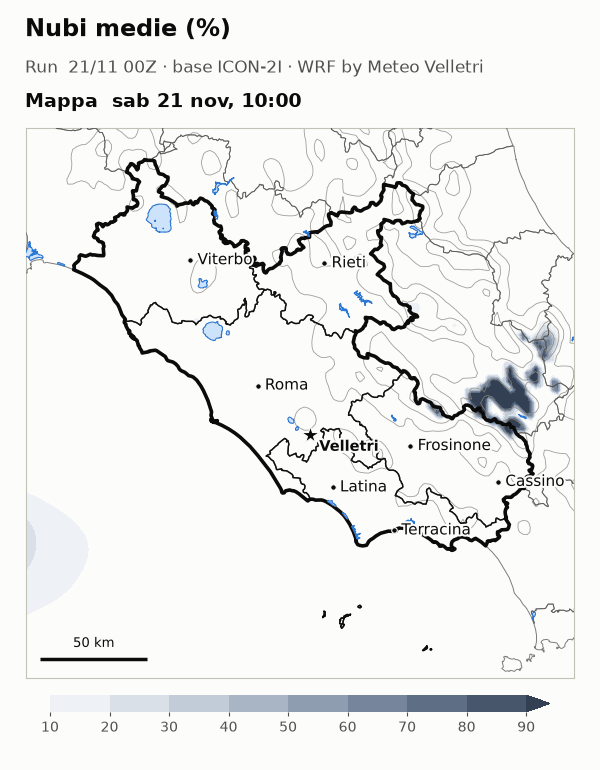 Nubi medie (%)
Run  21/11 00Z · base ICON-2I · WRF by Meteo Velletri
Mappa  sab 21 nov, 10:00
Viterbo
Rieti
Roma
Velletri
Frosinone
Cassino
Latina
Terracina
50 km
10 20 30 40 50 60 70 80 90